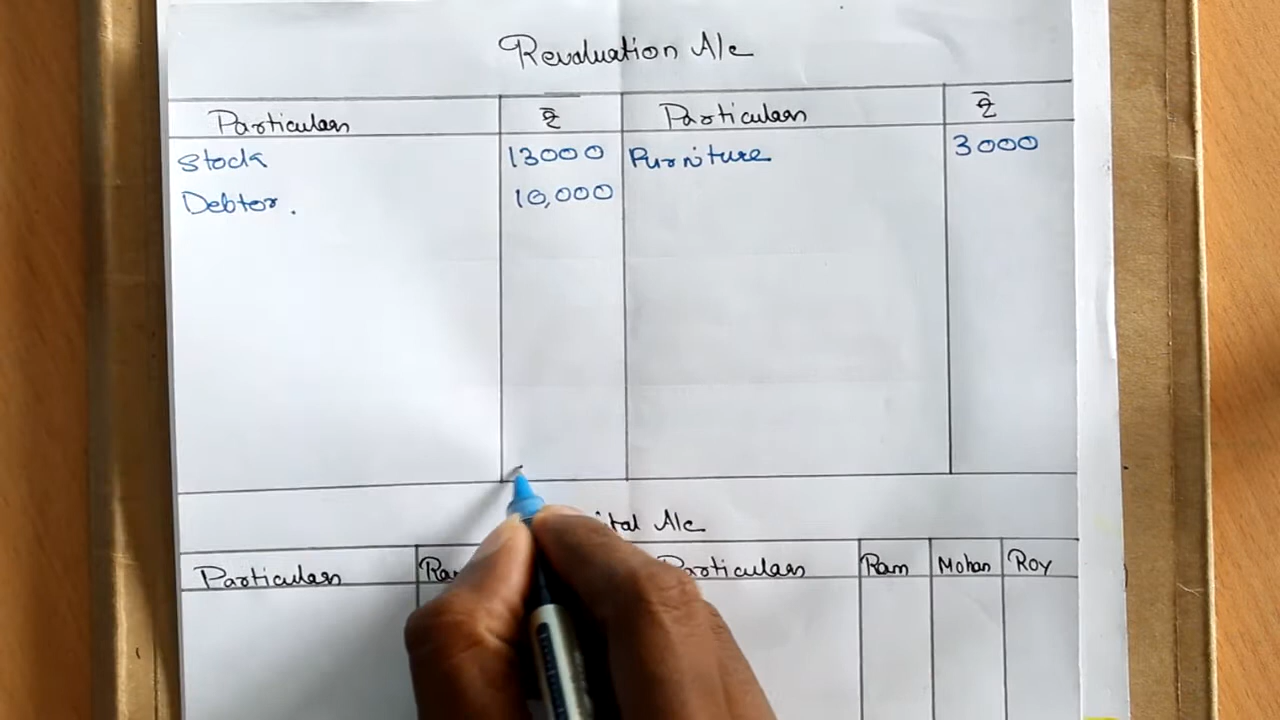 Revaluation A/c
Particulars ₹ Particulars ₹
Stock 13000 Furniture 3000
Debtor. 10,000
A/c
Particulars Particulars Ram Mohan Roy